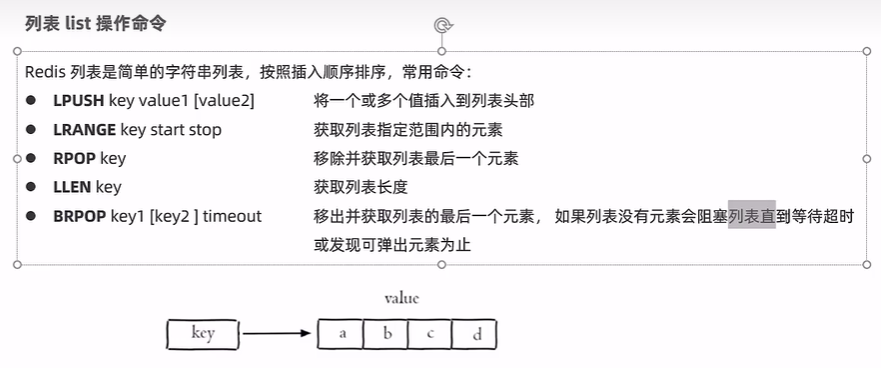 列表 list 操作命令
Redis 列表是简单的字符串列表，按照插入顺序排序，常用命令：
● LPUSH key value1 [value2] 将一个或多个值插入到列表头部
● LRANGE key start stop 获取列表指定范围内的元素
● RPOP key 移除并获取列表最后一个元素
● LLEN key 获取列表长度
● BRPOP key1 [key2 ] timeout 移出并获取列表的最后一个元素， 如果列表没有元素会阻塞列表直到等待超时
或发现可弹出元素为止
value
key a b c d